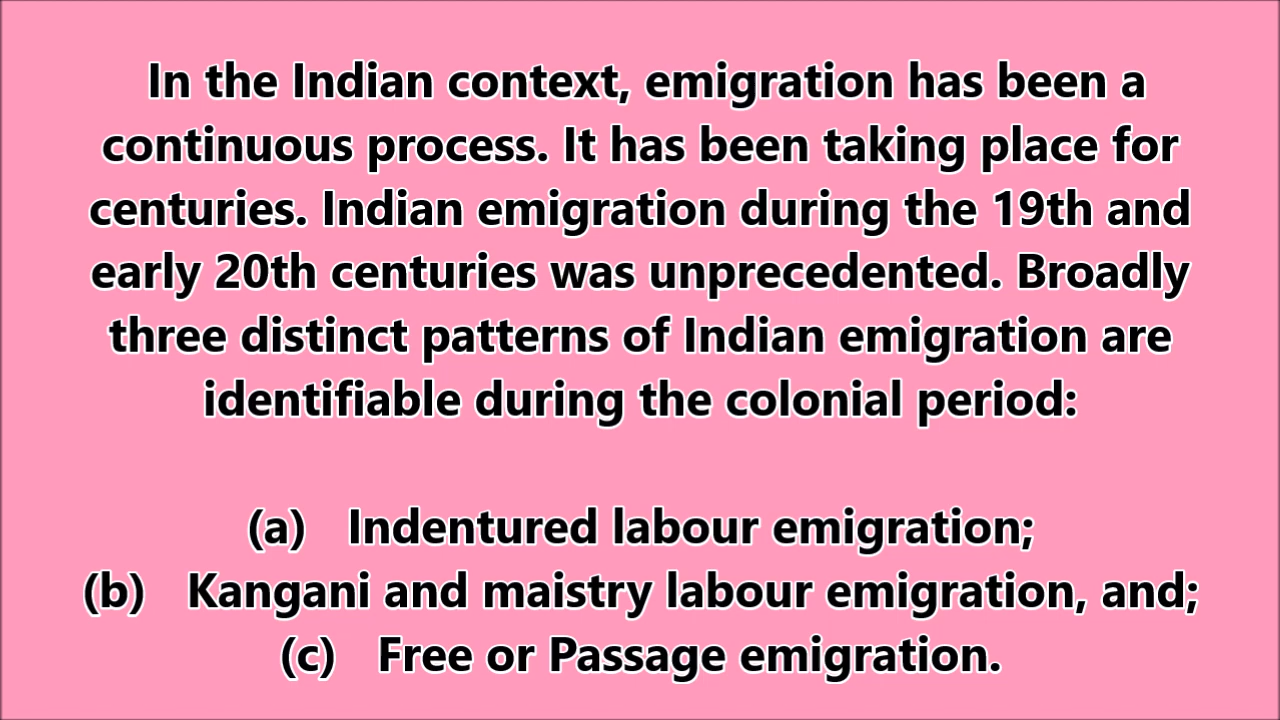 In the Indian context, emigration has been a
continuous process. It has been taking place for
centuries. Indian emigration during the 19th and
early 20th centuries was unprecedented. Broadly
three distinct patterns of Indian emigration are
identifiable during the colonial period:
(a) Indentured labour emigration;
(b) Kangani and maistry labour emigration, and;
(c) Free or Passage emigration.